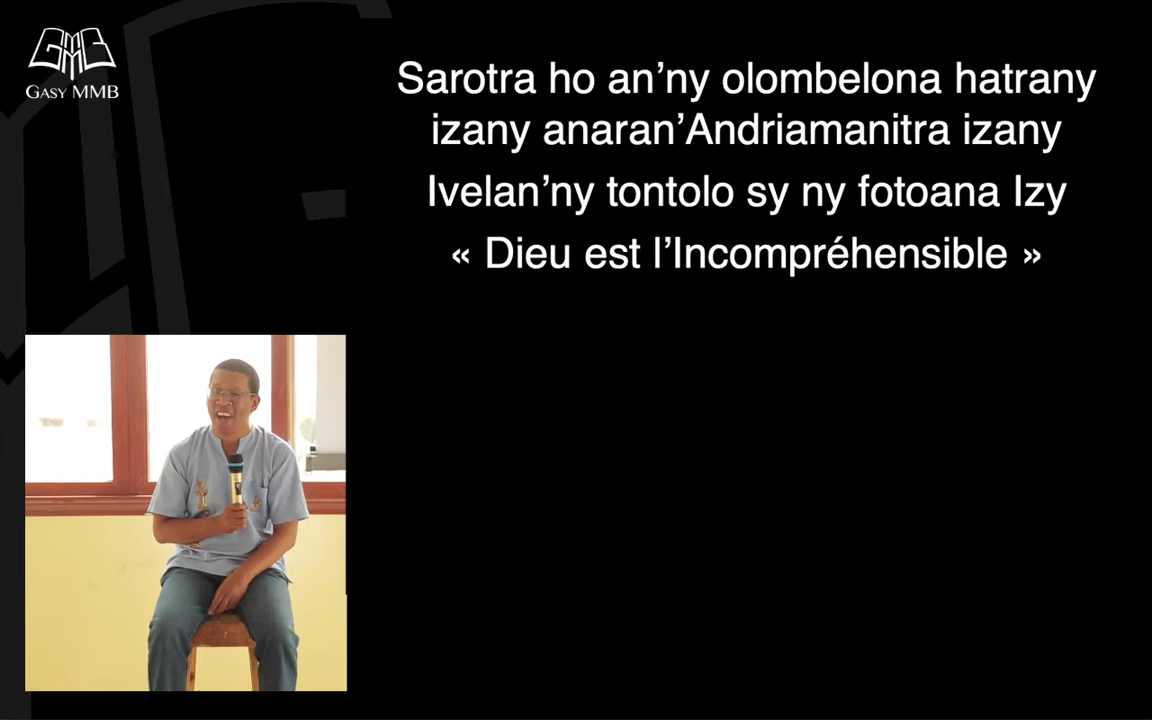 GMMB
GASY MMB
Sarotra ho an’ny olombelona hatrany
izany anaran’Andriamanitra izany
Ivelan’ny tontolo sy ny fotoana Izy
« Dieu est l’Incompréhensible »